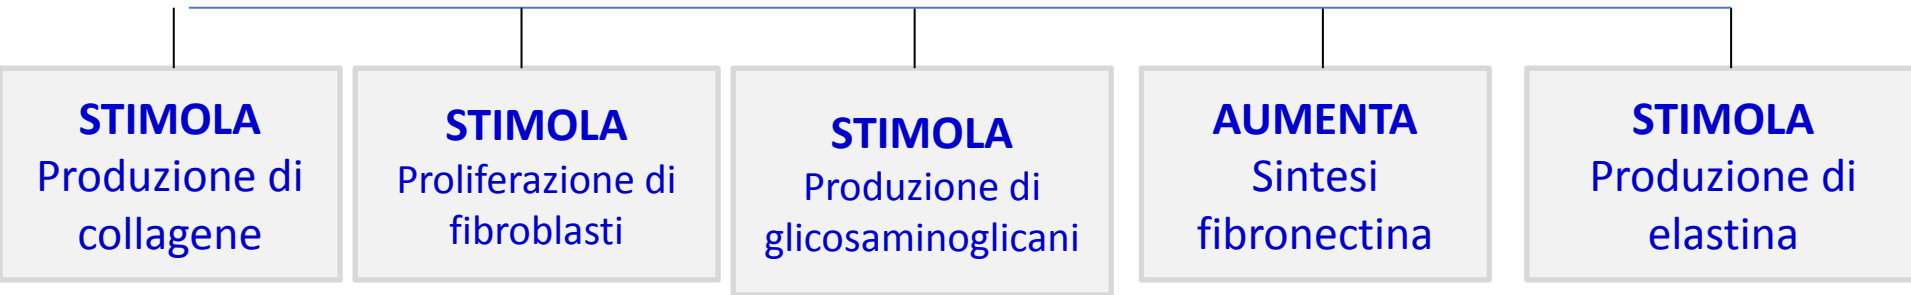 STIMOLA
Produzione di
collagene
STIMOLA
Proliferazione di
fibroblasti
STIMOLA
Produzione di
glicosaminoglicani
AUMENTA
Sintesi
fibronectina
STIMOLA
Produzione di
elastina